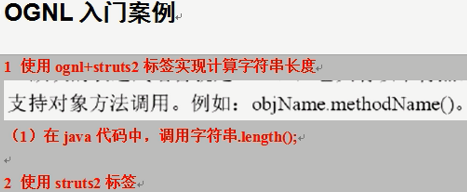 OGNL 入门案例
1 使用 ognl+struts2 标签实现计算字符串长度
支持对象方法调用。例如：objName.methodName()。
（1）在 java 代码中，调用字符串.length();
2 使用 struts2 标签